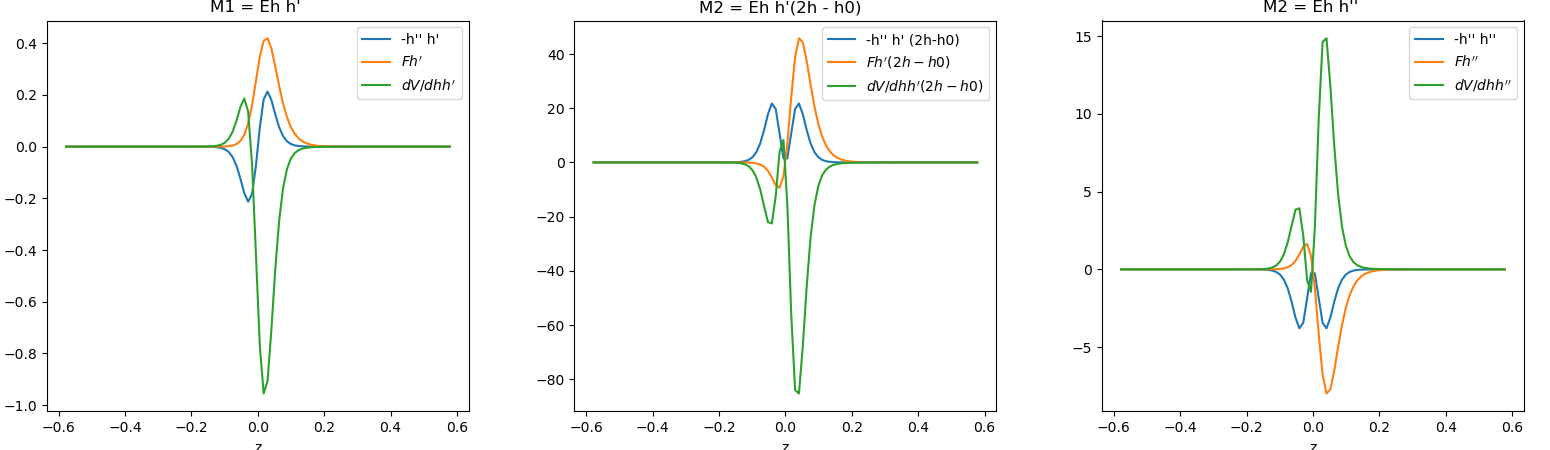 M1 = Eh h'
0.4
0.2
0.0
−0.2
−0.4
−0.6
−0.8
−1.0
-h'' h'
Fh′
dV/dhh′
−0.6 −0.4 −0.2 0.0 0.2 0.4 0.6
z
M2 = Eh h'(2h - h0)
40
20
0
−20
−40
−60
−80
-h'' h' (2h-h0)
Fh′(2h − h0)
dV/dhh′(2h − h0)
−0.6 −0.4 −0.2 0.0 0.2 0.4 0.6
z
M2 = Eh h''
15
10
5
0
−5
-h'' h''
Fh′′
dV/dhh′′
−0.6 −0.4 −0.2 0.0 0.2 0.4 0.6
z